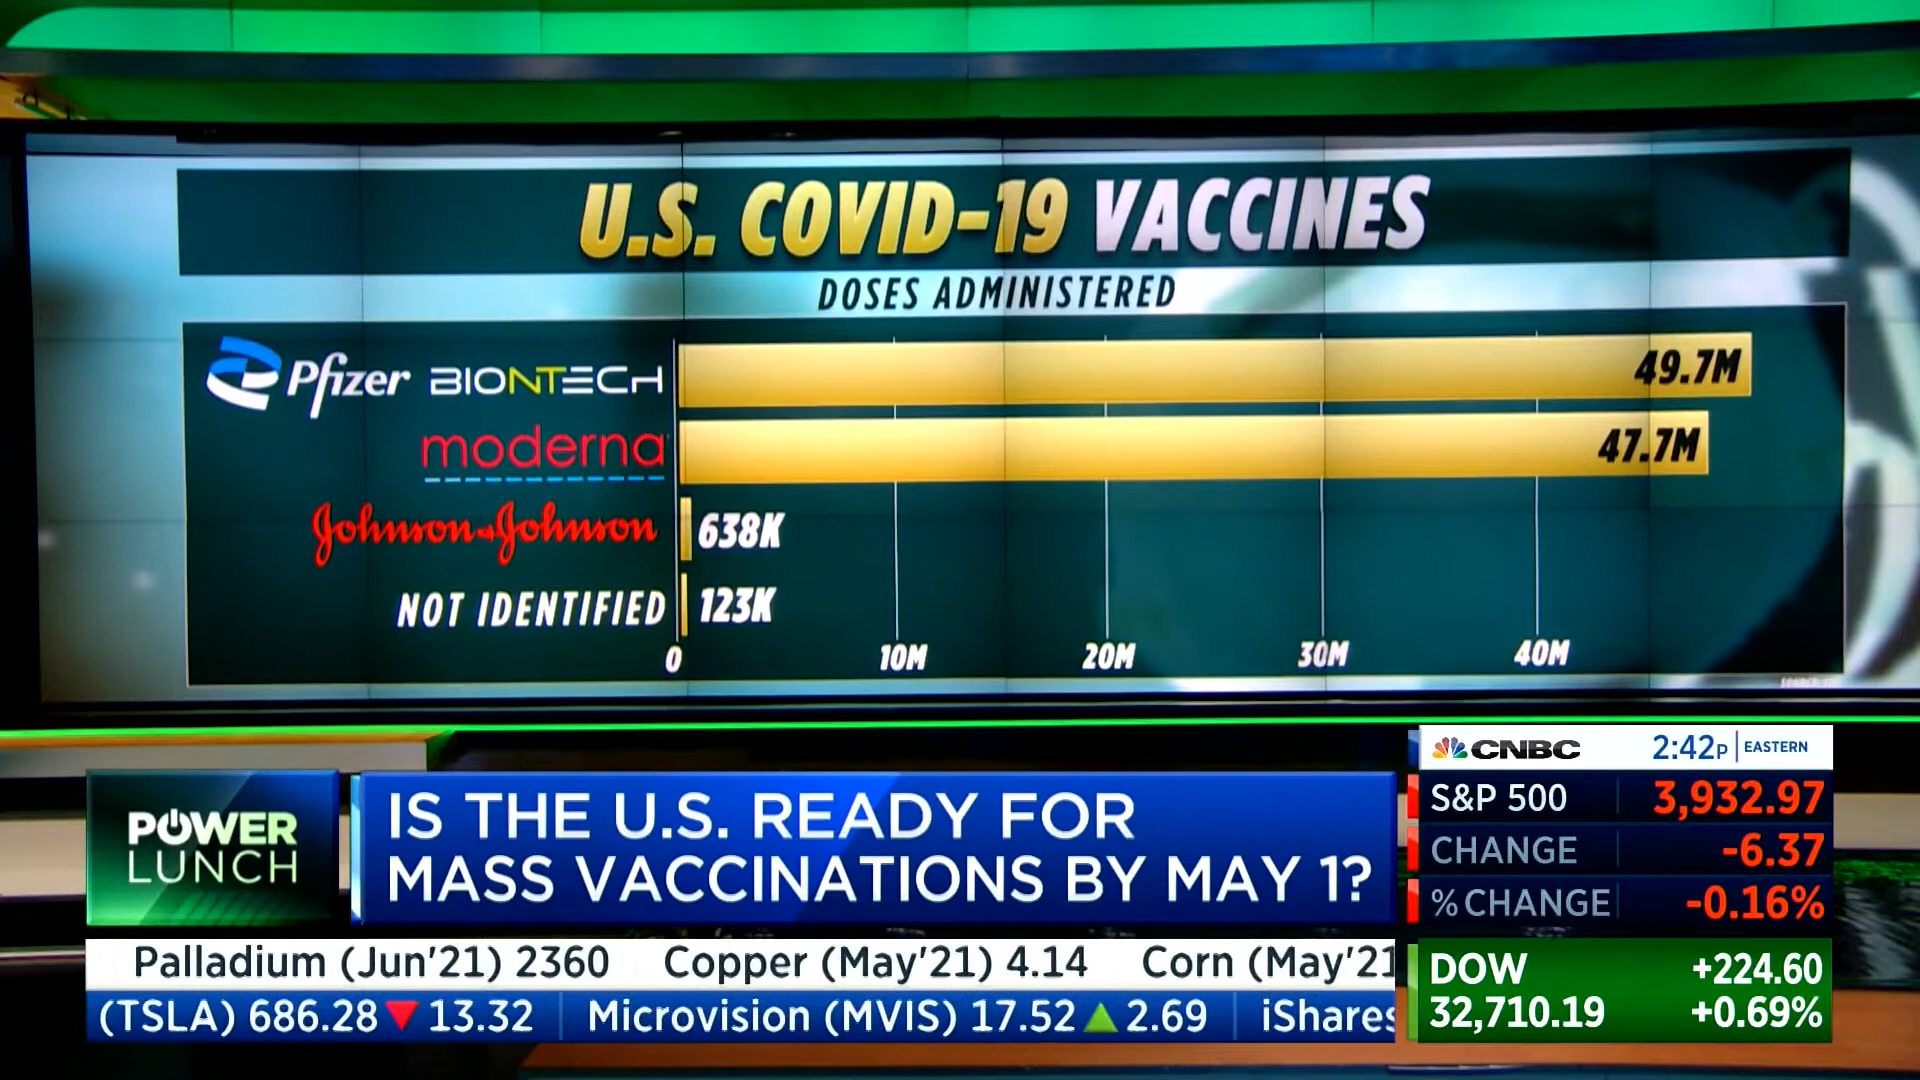 U.S. COVID-19 VACCINES
DOSES ADMINISTERED
Pfizer BIONTECH 49.7M
moderna 47.7M
Johnson & Johnson 638K
NOT IDENTIFIED 123K
0 10M 20M 30M 40M
CNBC 2:42P EASTERN
POWER LUNCH
IS THE U.S. READY FOR
MASS VACCINATIONS BY MAY 1?
S&P 500 3,932.97
CHANGE -6.37
% CHANGE -0.16%
Palladium (Jun'21) 2360 Copper (May'21) 4.14 Corn (May'21
(TSLA) 686.28 ▼ 13.32 Microvision (MVIS) 17.52 ▲ 2.69 iShares
DOW +224.60
32,710.19 +0.69%